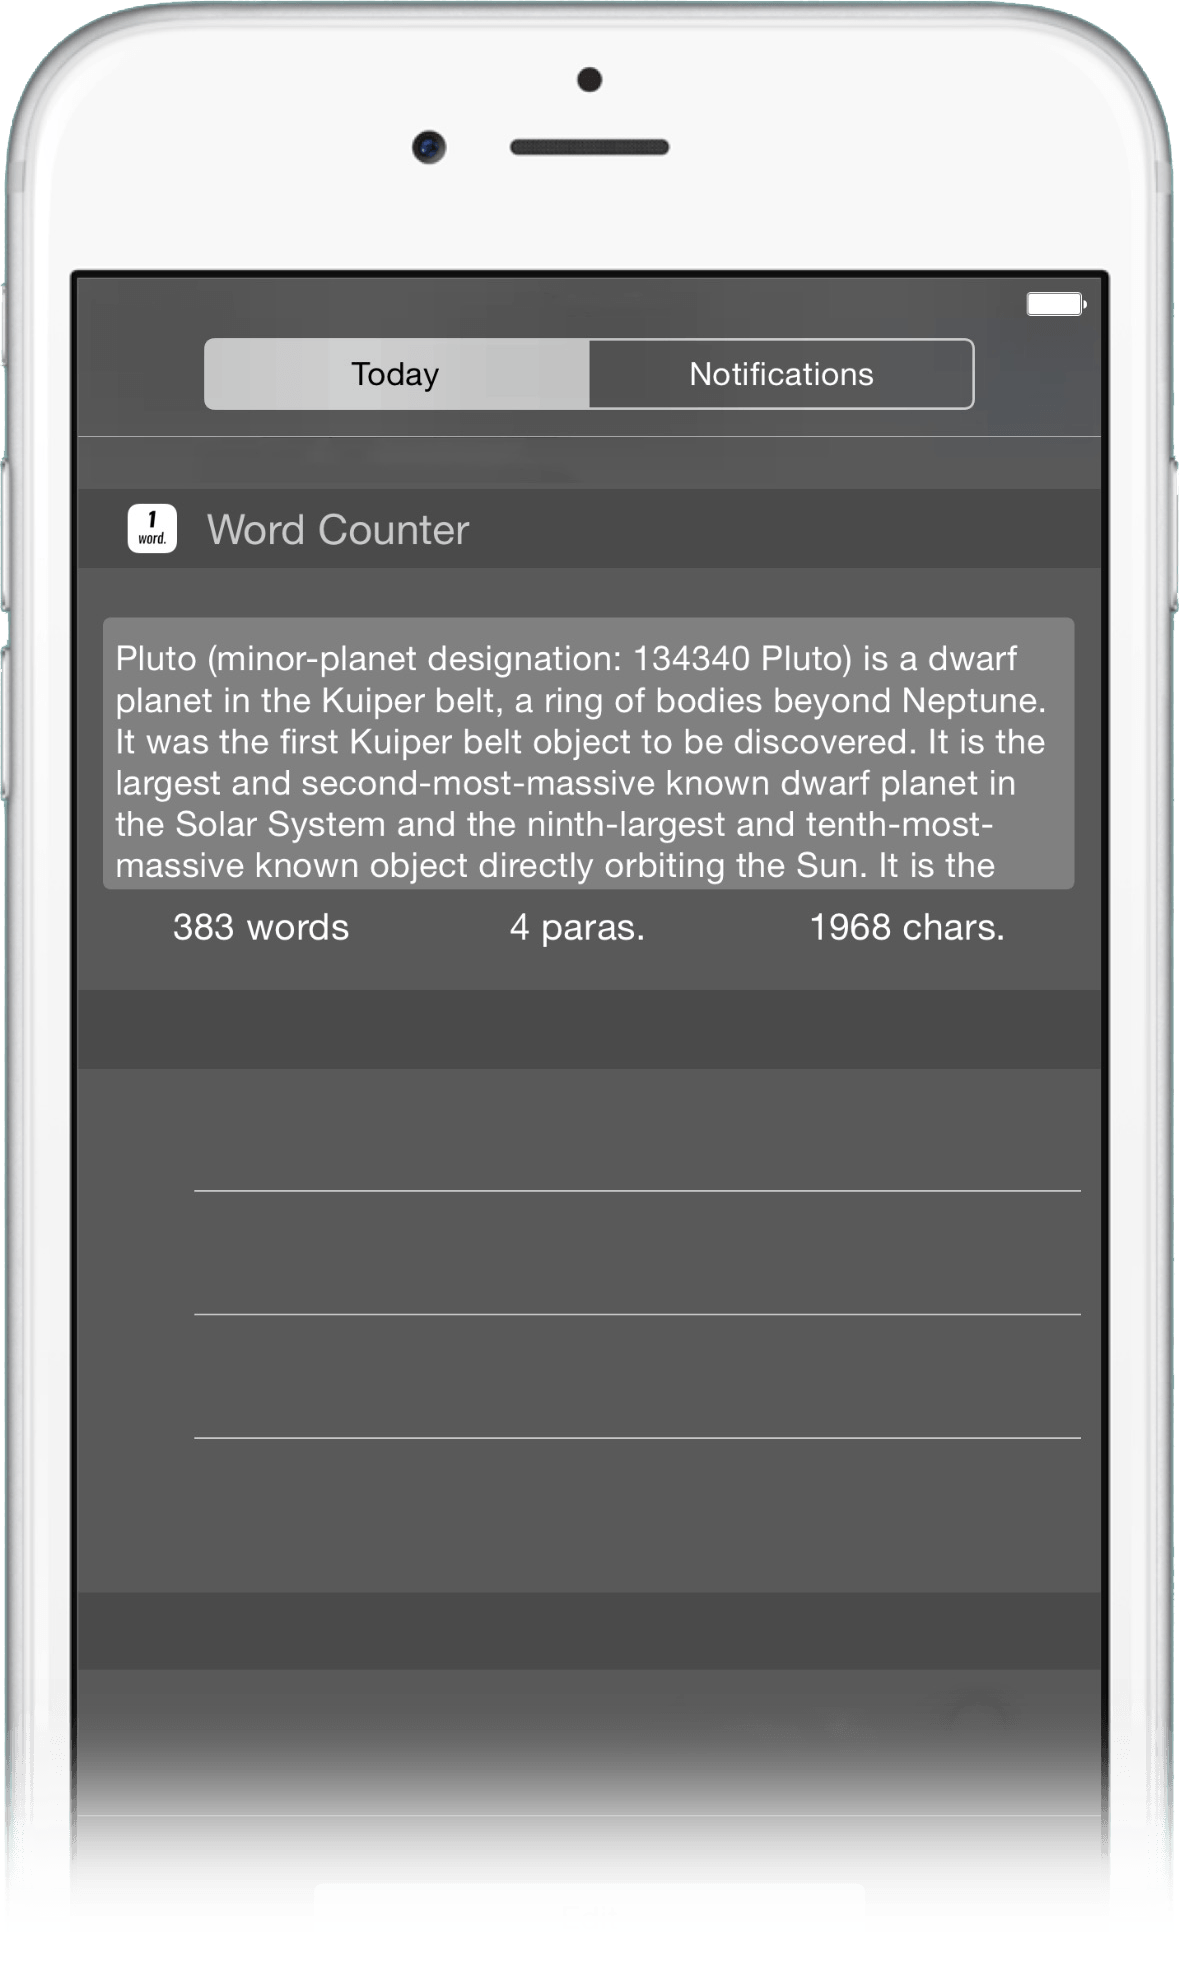 Today Notifications
1
word.
Word Counter
Pluto (minor-planet designation: 134340 Pluto) is a dwarf
planet in the Kuiper belt, a ring of bodies beyond Neptune.
It was the first Kuiper belt object to be discovered. It is the
largest and second-most-massive known dwarf planet in
the Solar System and the ninth-largest and tenth-most-
massive known object directly orbiting the Sun. It is the
383 words 4 paras. 1968 chars.